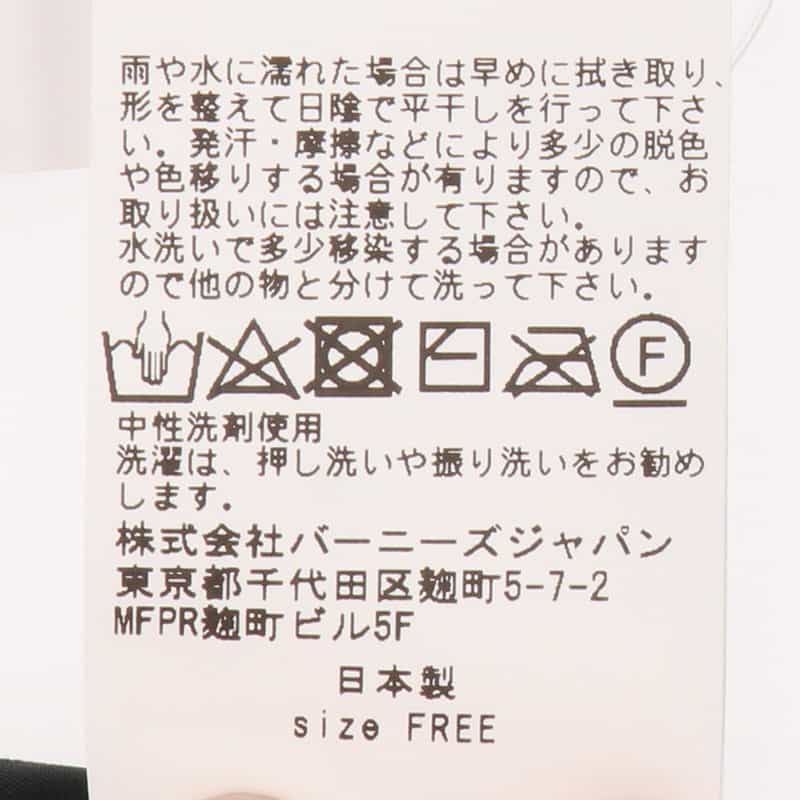 雨や水に濡れた場合は早めに拭き取り、
形を整えて日陰で平干しを行って下さ
い。発汗・摩擦などにより多少の脱色
や色移りする場合が有りますので、お
取り扱いには注意して下さい。
水洗いで多少移染する場合があります
ので他の物と分けて洗って下さい。
F
中性洗剤使用
洗濯は、押し洗いや振り洗いをお勧め
します。
株式会社バーニーズジャパン
東京都千代田区麹町5-7-2
MFPR麹町ビル5F
日本製
size FREE